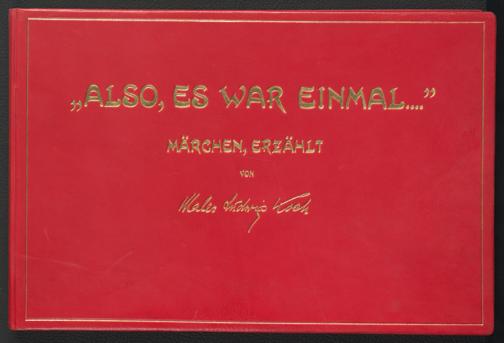 „ALSO, ES WAR EINMAL....”
MÄRCHEN, ERZÄHLT
VON
Maler Ludwig Koch